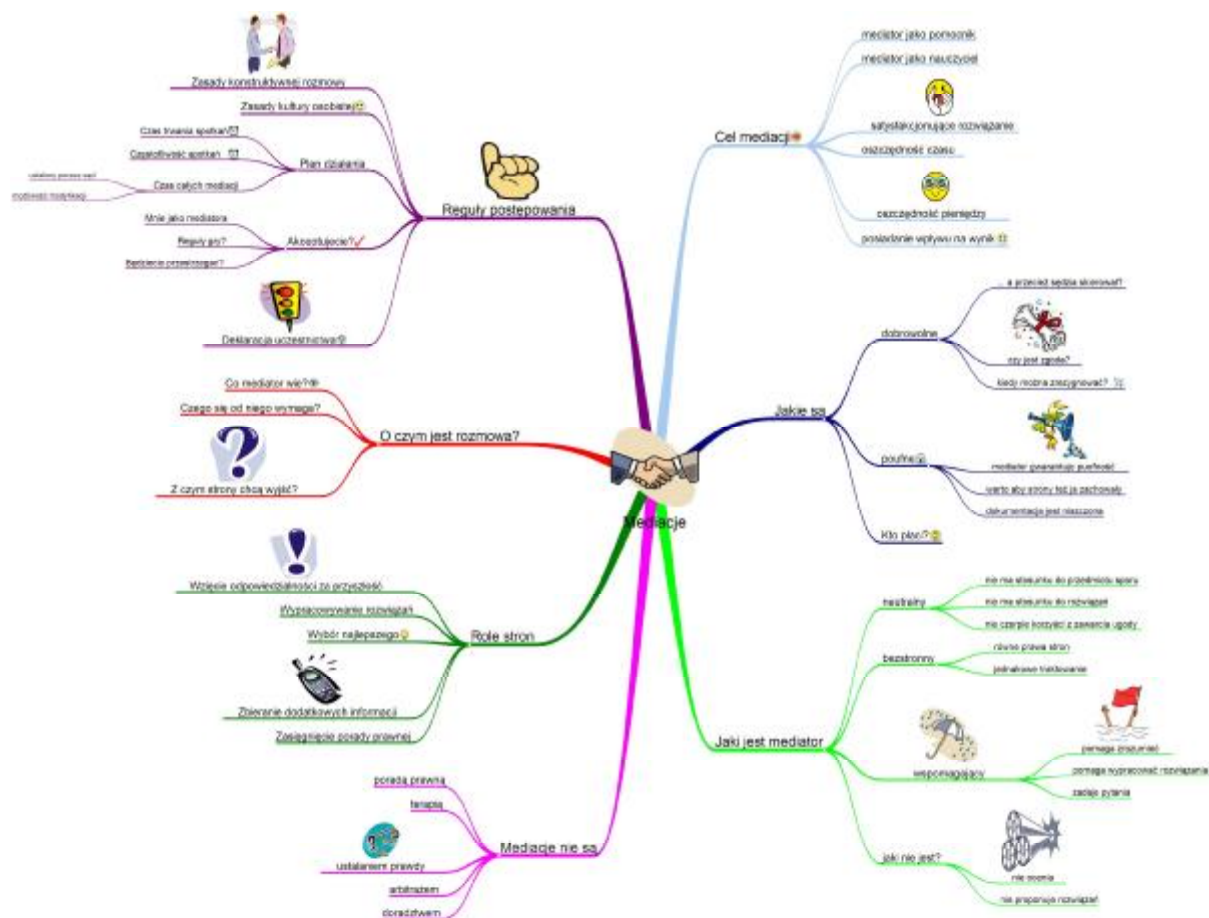 Mediacje
Reguły postepowania
Zasady konstruktywnej rozmowy
Zasady kultury osobistej
Plan działania
Czas trwania spotkań
Częstotliwość spotkań
Czas całych mediacji
możliwość modyfikacji
Akceptujecie?
Mnie jako mediatora
Reguły gry?
Będziecie przestrzegać?
Deklaracja uczestnictwa
O czym jest rozmowa?
Co mediator wie?
Czego się od niego wymaga?
Z czym strony chcą wyjść?
Role stron
Wzięcie odpowiedzialności za przyszłość
Wypracowywanie rozwiązań
Wybór najlepszego
Zbieranie dodatkowych informacji
Zasięgnięcie porady prawnej
Mediacje nie są
poradą prawną
terapią
ustalaniem prawdy
arbitrażem
doradztwem
Cel mediacji
mediator jako pomocnik
mediator jako nauczyciel
satysfakcjonujące rozwiązanie
oszczędność czasu
oszczędność pieniędzy
posiadanie wpływu na wynik
Jakie są
dobrowolne
... a przecież sędzia skierował?
czy jest zgoda?
kiedy można zrezygnować?
poufne
mediator gwarantuje poufność
warto aby strony też ją zachowały
dokumentacja jest niszczona
Kto płaci?
Jaki jest mediator
neutralny
nie ma stosunku do przedmiotu sporu
nie ma stosunku do rozwiązań
nie czerpie korzyści z zawarcia ugody
bezstronny
równe prawa stron
jednakowe traktowanie
wspomagający
pomaga zrozumieć
pomaga wypracować rozwiązania
zadaje pytania
jaki nie jest?
nie ocenia
nie proponuje rozwiązań